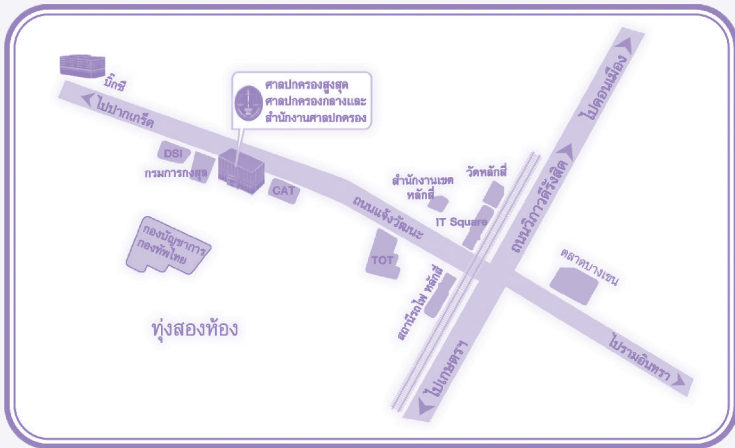 บิ๊กซี
ไปปากเกร็ด
ศาลปกครองสูงสุด
ศาลปกครองกลางและ
สำนักงานศาลปกครอง
DSI
กรมการกงสุล
CAT
กองบัญชาการ
กองทัพไทย
ทุ่งสองห้อง
ถนนแจ้งวัฒนะ
TOT
สำนักงานเขต
หลักสี่
วัดหลักสี่
IT Square
สถานีรถไฟ หลักสี่
ไปดอนเมือง
ถนนวิภาวดีรังสิต
ตลาดบางเขน
ไปรามอินทรา
ไปเกษตรฯ